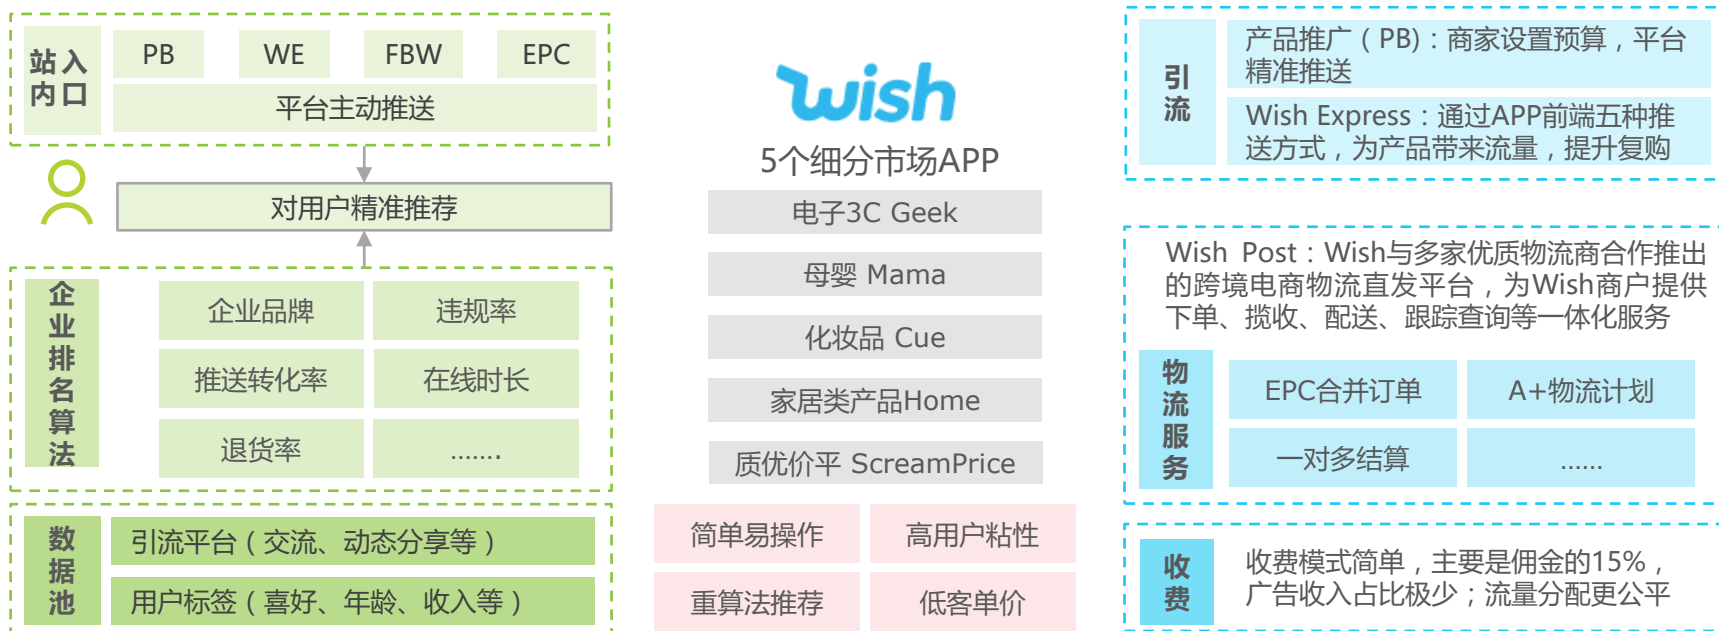 站内
入口
PB
WE
FBW
EPC
平台主动推送
对用户精准推荐
企业排名算法
企业品牌
违规率
推送转化率
在线时长
退货率
…….
数据池
引流平台（交流、动态分享等）
用户标签（喜好、年龄、收入等）
wish
5个细分市场APP
电子3C Geek
母婴 Mama
化妆品 Cue
家居类产品Home
质优价平 ScreamPrice
简单易操作
高用户粘性
重算法推荐
低客单价
引流
产品推广（PB）：商家设置预算，平台
精准推送
Wish Express：通过APP前端五种推
送方式，为产品带来流量，提升复购
Wish Post：Wish与多家优质物流商合作推出
的跨境电商物流直发平台，为Wish商户提供
下单、揽收、配送、跟踪查询等一体化服务
物流服务
EPC合并订单
A+物流计划
一对多结算
……
收费
收费模式简单，主要是佣金的15%，
广告收入占比极少；流量分配更公平